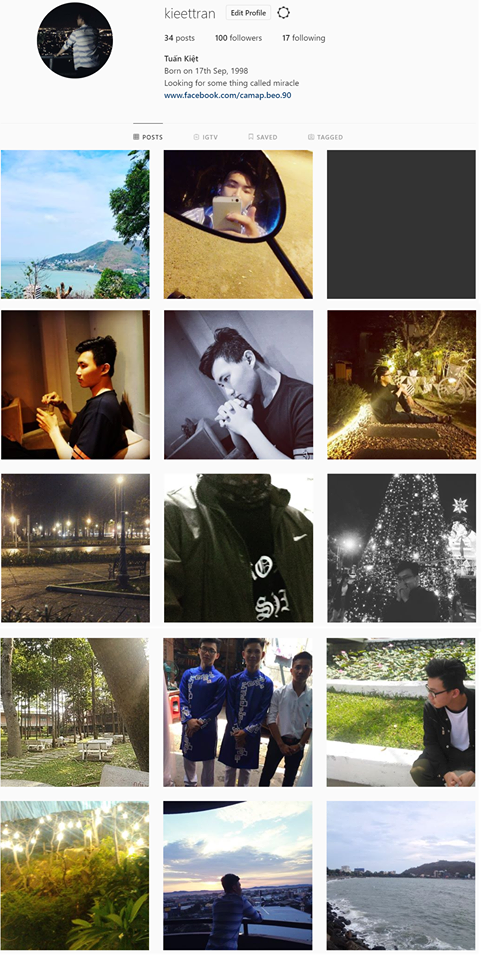 kieettran Edit Profile
34 posts 100 followers 17 following
Tuấn Kiệt
Born on 17th Sep, 1998
Looking for some thing called miracle
www.facebook.com/camap.beo.90
POSTS IGTV SAVED TAGGED